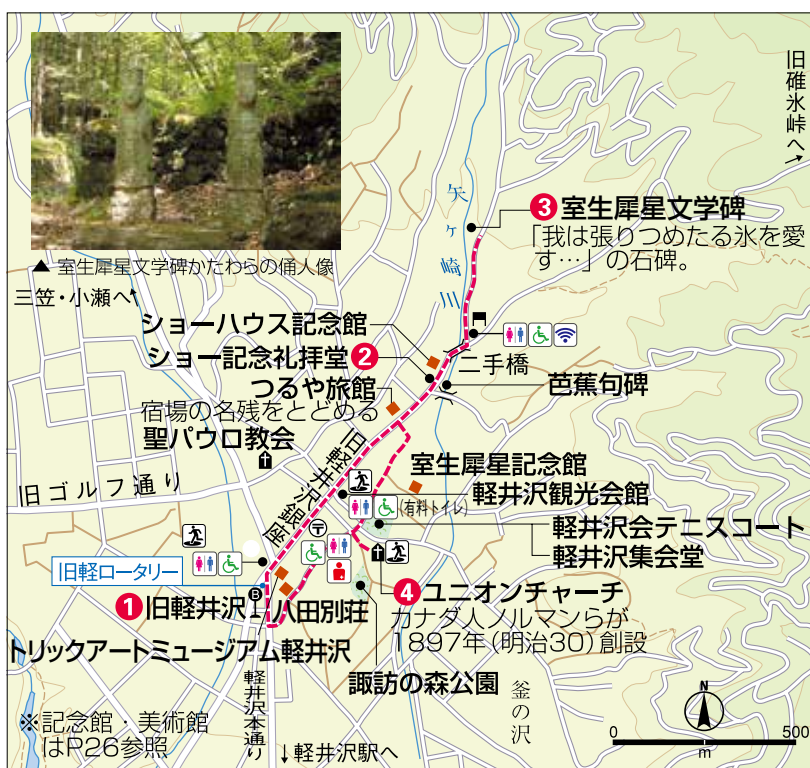 旧碓氷峠へ
▲ 室生犀星文学碑かたわらの俑人像
三笠・小瀬へ
矢ヶ崎川
3 室生犀星文学碑
「我は張りつめたる氷を愛
す…」の石碑。
ショーハウス記念館
ショー記念礼拝堂 2
二手橋
つるや旅館
宿場の名残をとどめる
芭蕉句碑
聖パウロ教会
旧軽井沢銀座
旧ゴルフ通り
室生犀星記念館
軽井沢観光会館
(有料トイレ)
軽井沢会テニスコート
軽井沢集会堂
旧軽ロータリー
1 旧軽井沢
B
八田別荘
4 ユニオンチャーチ
カナダ人ノルマンらが
1897年(明治30)創設
トリックアートミュージアム軽井沢
諏訪の森公園
釜の沢
軽井沢本通り
↓軽井沢駅へ
※記念館・美術館
はP26参照
N
0 500
m